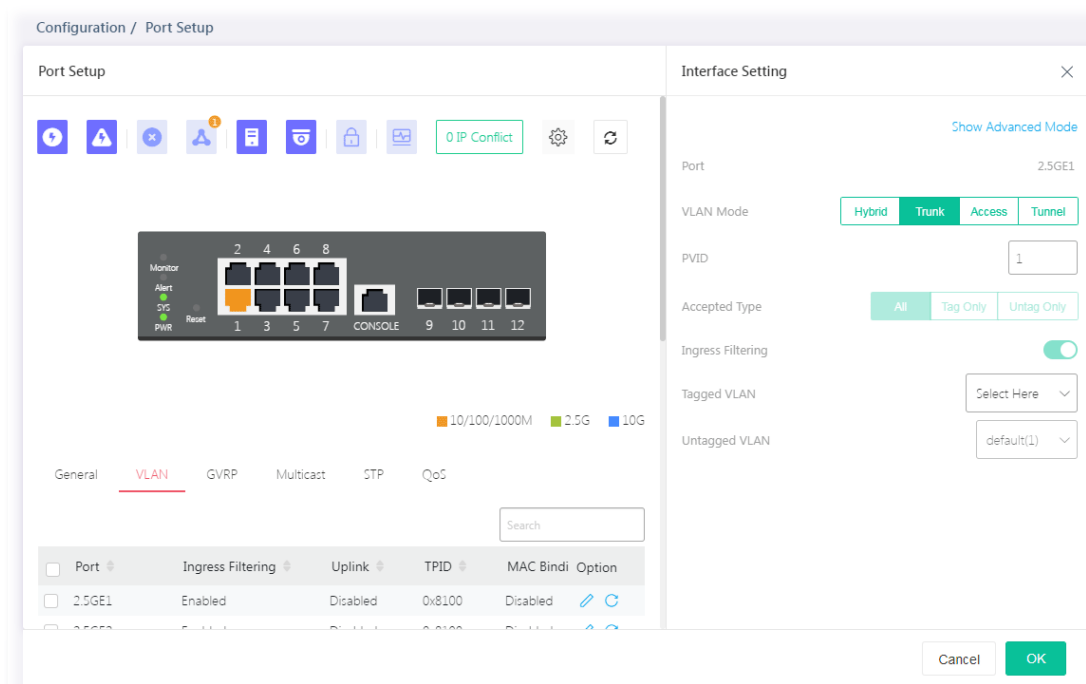 Configuration / Port Setup
Port Setup
1
0 IP Conflict
2 4 6 8
Monitor
Alert
SYS
PWR
Reset
1 3 5 7 CONSOLE 9 10 11 12
10/100/1000M 2.5G 10G
General VLAN GVRP Multicast STP QoS
Search
Port Ingress Filtering Uplink TPID MAC Bindi Option
2.5GE1 Enabled Disabled 0x8100 Disabled
Interface Setting
Show Advanced Mode
Port 2.5GE1
VLAN Mode Hybrid Trunk Access Tunnel
PVID 1
Accepted Type All Tag Only Untag Only
Ingress Filtering
Tagged VLAN Select Here
Untagged VLAN default(1)
Cancel OK